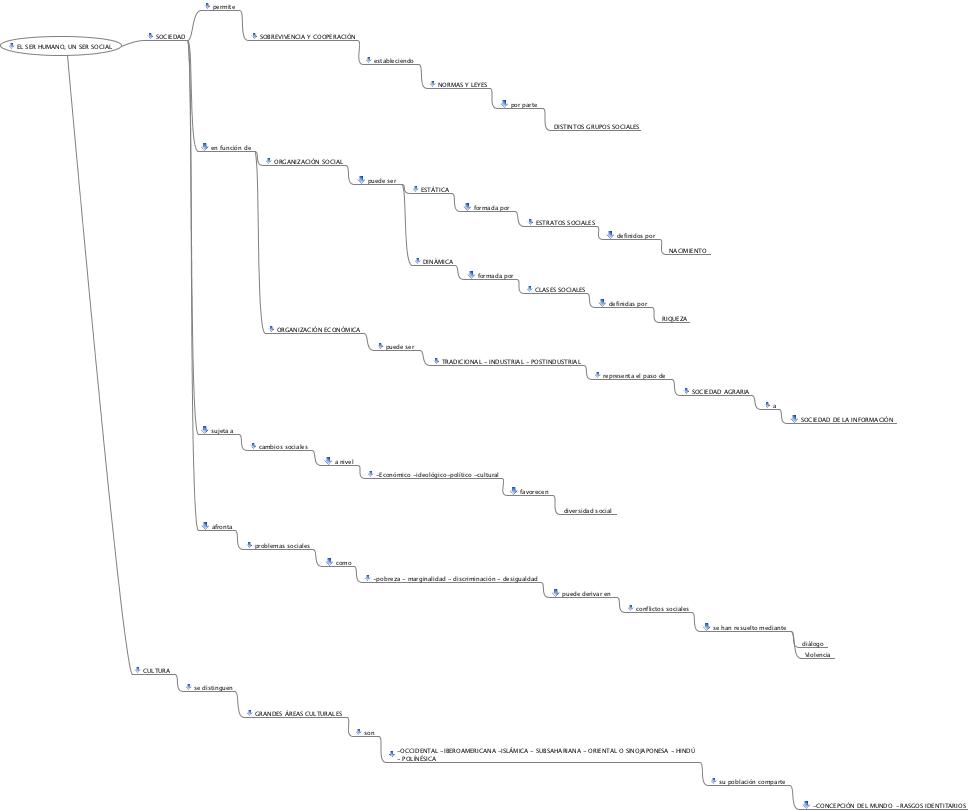 EL SER HUMANO, UN SER SOCIAL
SOCIEDAD
permite
SOBREVIVENCIA Y COOPERACIÓN
estableciendo
NORMAS Y LEYES
por parte
DISTINTOS GRUPOS SOCIALES
en función de
ORGANIZACIÓN SOCIAL
puede ser
ESTÁTICA
formada por
ESTRATOS SOCIALES
definidos por
NACIMIENTO
DINÁMICA
formada por
CLASES SOCIALES
definidas por
RIQUEZA
ORGANIZACIÓN ECONÓMICA
puede ser
TRADICIONAL - INDUSTRIAL - POSTINDUSTRIAL
representa el paso de
SOCIEDAD AGRARIA
a
SOCIEDAD DE LA INFORMACIÓN
sujeta a
cambios sociales
a nivel
-Económico -ideológico-político -cultural
favorecen
diversidad social
afronta
problemas sociales
como
-pobreza - marginalidad - discriminación - desigualdad
puede derivar en
conflictos sociales
se han resuelto mediante
diálogo
Violencia
CULTURA
se distinguen
GRANDES ÁREAS CULTURALES
son
-OCCIDENTAL -IBEROAMERICANA -ISLÁMICA - SUBSAHARIANA - ORIENTAL O SINOJAPONESA - HINDÚ
- POLINÉSICA
su población comparte
-CONCEPCIÓN DEL MUNDO -RASGOS IDENTITARIOS